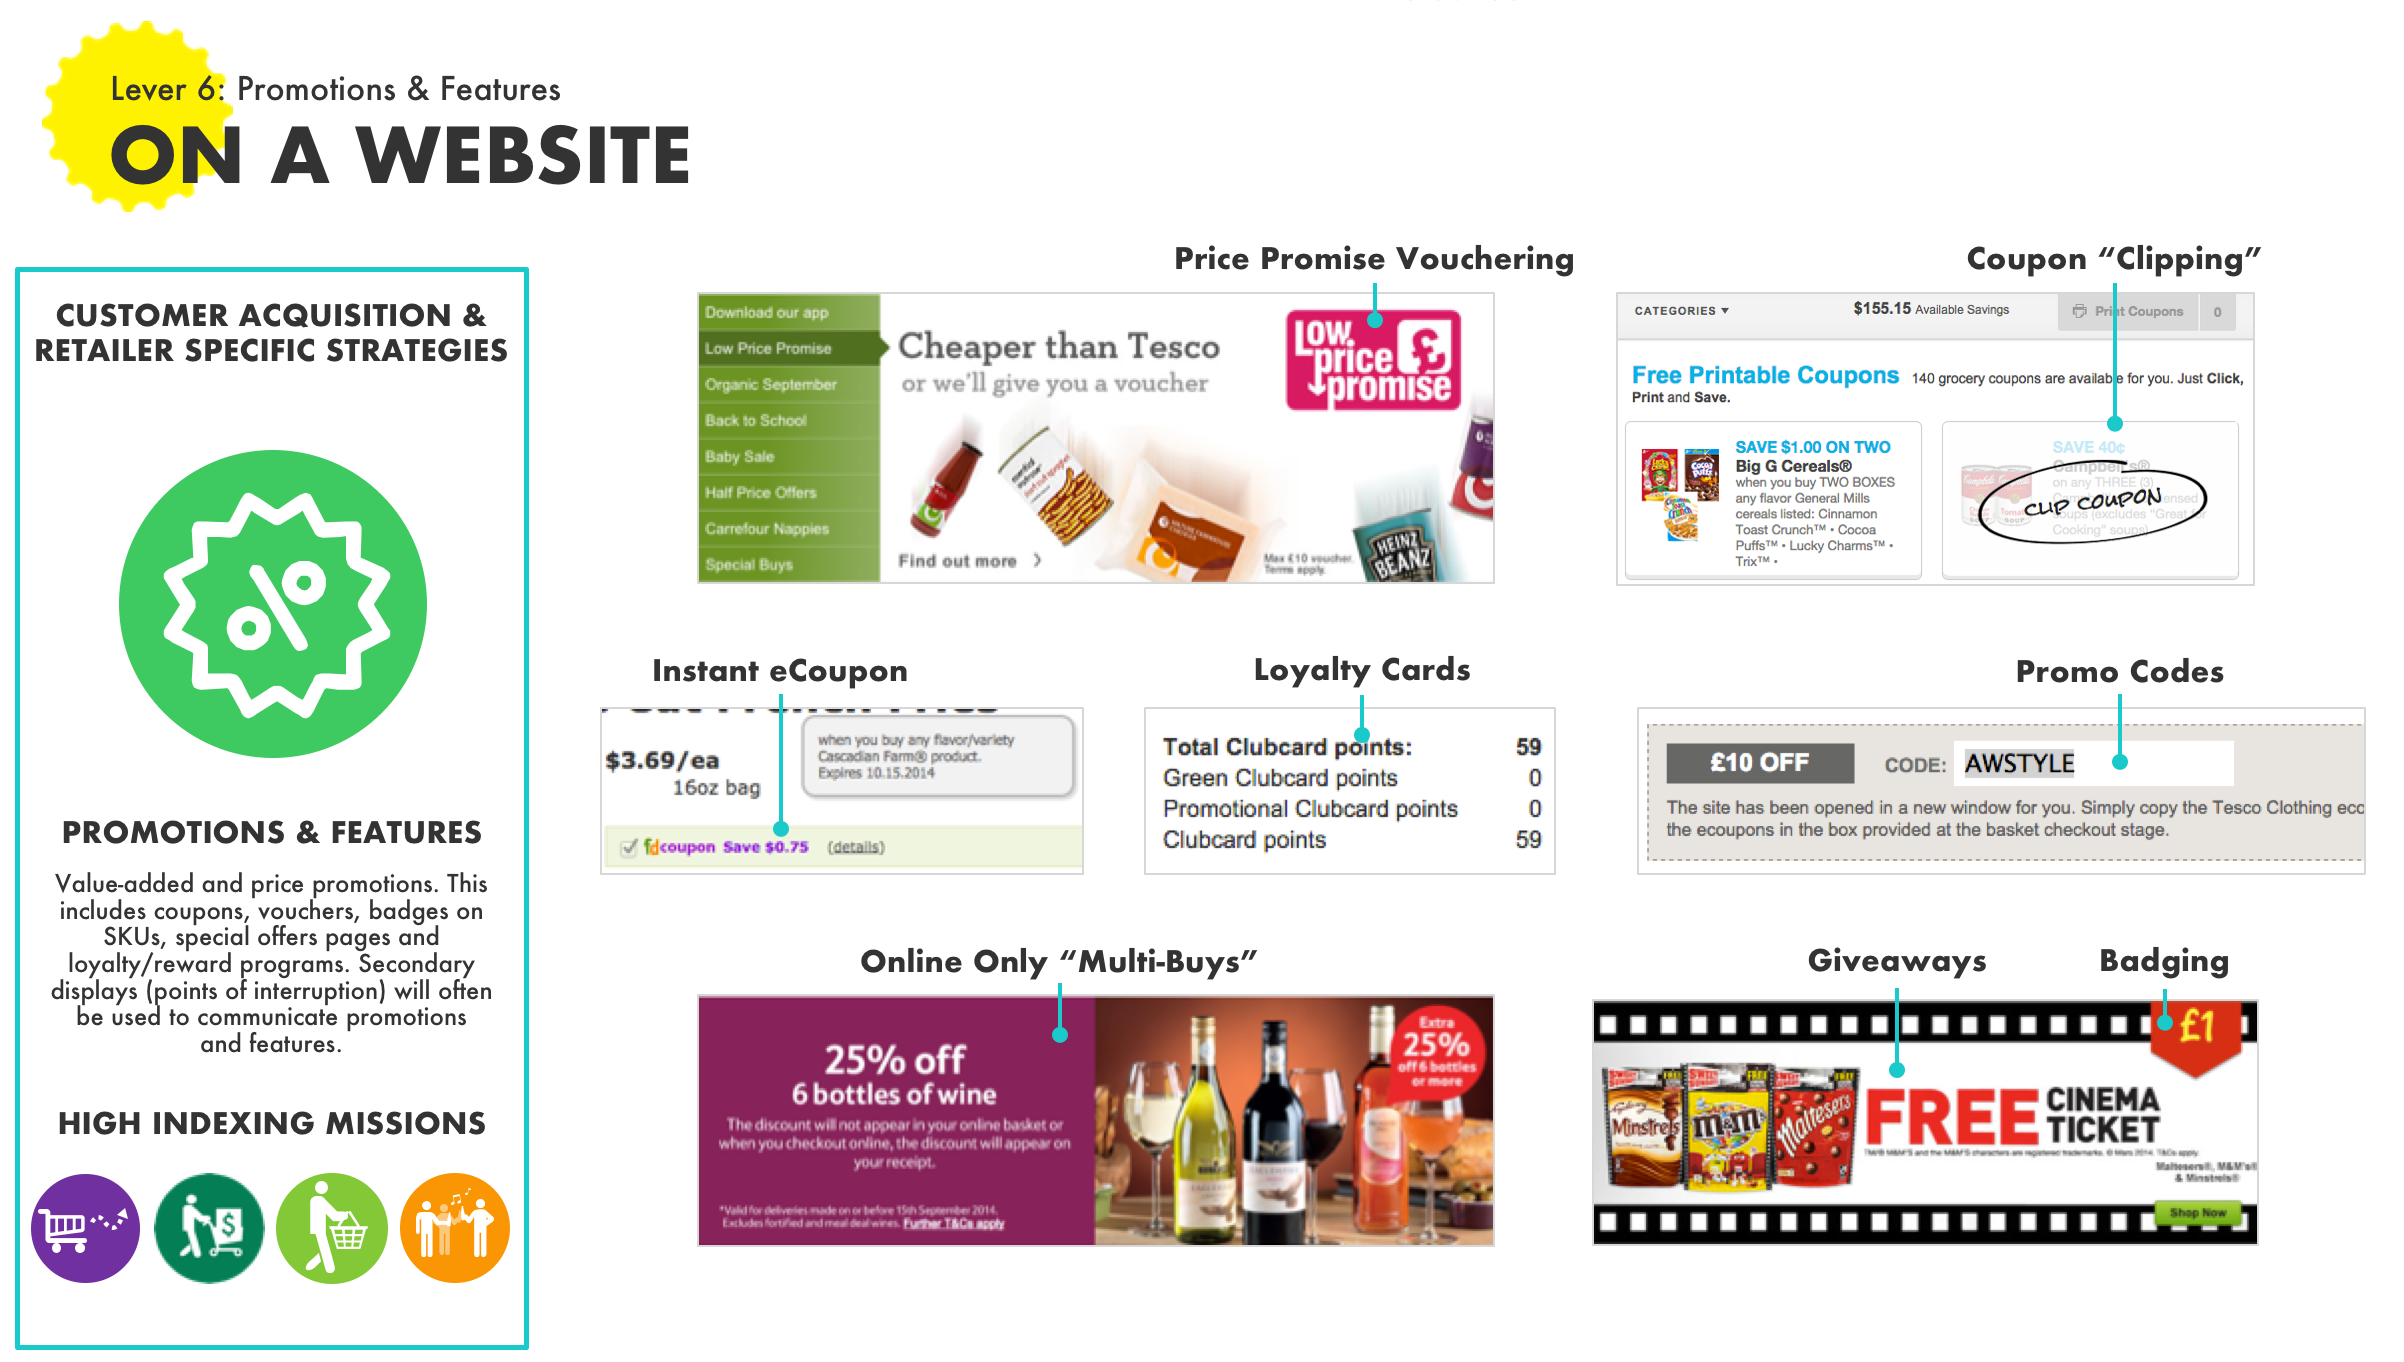 Lever 6: Promotions & Features
ON A WEBSITE
CUSTOMER ACQUISITION &
RETAILER SPECIFIC STRATEGIES
PROMOTIONS & FEATURES
Value-added and price promotions. This
includes coupons, vouchers, badges on
SKUs, special offers pages and
loyalty/reward programs. Secondary
displays (points of interruption) will often
be used to communicate promotions
and features.
HIGH INDEXING MISSIONS
$
Price Promise Vouchering
Download our app
Low Price Promise
Organic September
Back to School
Baby Sale
Half Price Offers
Carrefour Nappies
Special Buys
Cheaper than Tesco
or we'll give you a voucher
Find out more
Low
price
promise
£
Max £10 voucher.
Terms apply.
HEINZ
BEANZ
Coupon “Clipping”
CATEGORIES
$155.15 Available Savings
Print Coupons 0
Free Printable Coupons 140 grocery coupons are available for you. Just Click,
Print and Save.
SAVE $1.00 ON TWO
Big G Cereals®
when you buy TWO BOXES
any flavor General Mills
cereals listed: Cinnamon
Toast Crunch™ • Cocoa
Puffs™ • Lucky Charms™ •
Trix™ •
SAVE 40¢
Campbell's®
on any THREE (3)
CLIP COUPON
Cooking" soups)
Instant eCoupon
$3.69/ea
16oz bag
when you buy any flavor/variety
Cascadian Farm® product.
Expires 10.15.2014
fdcoupon Save $0.75 (details)
Loyalty Cards
Total Clubcard points: 59
Green Clubcard points 0
Promotional Clubcard points 0
Clubcard points 59
Promo Codes
£10 OFF CODE: AWSTYLE
The site has been opened in a new window for you. Simply copy the Tesco Clothing eco
the ecoupons in the box provided at the basket checkout stage.
Online Only “Multi-Buys”
25% off
6 bottles of wine
The discount will not appear in your online basket or
when you checkout online, the discount will appear on
your receipt.
*Valid for deliveries made on or before 15th September 2014.
Excludes fortified and meal deal wines. Further T&Cs apply
Extra
25%
off 6 bottles
or more
Giveaways
Badging
£1
Minstrels
m&m's
Maltesers
FREE CINEMA
TICKET
TM/® M&M'S and the M&M'S characters are registered trademarks. © Mars 2014. T&Cs apply.
Maltesers®, M&M's®
& Minstrels®
Shop Now